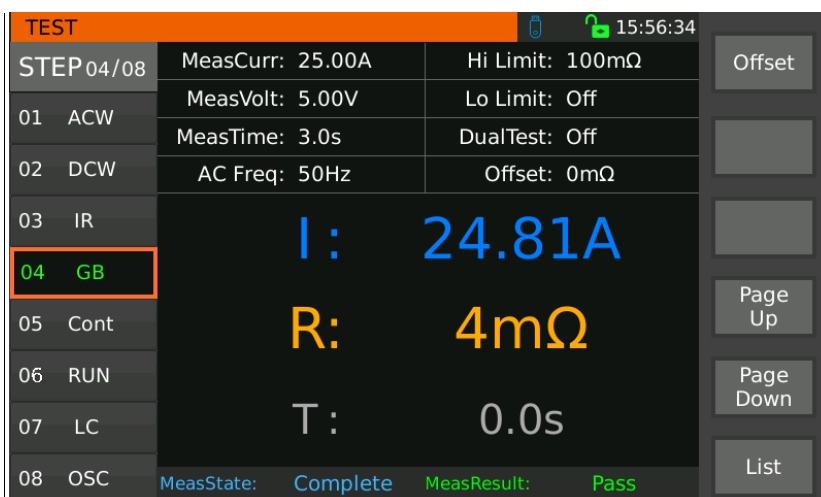 TEST 15:56:34
STEP 04/08
MeasCurr: 25.00A Hi Limit: 100mΩ
MeasVolt: 5.00V Lo Limit: Off
MeasTime: 3.0s DualTest: Off
AC Freq: 50Hz Offset: 0mΩ
01 ACW
02 DCW
03 IR
04 GB
05 Cont
06 RUN
07 LC
08 OSC
I: 24.81A
R: 4mΩ
T: 0.0s
MeasState: Complete MeasResult: Pass
Offset
Page
Up
Page
Down
List